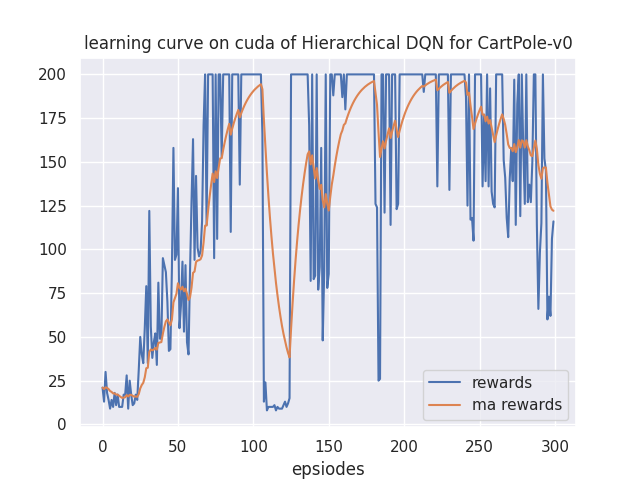 learning curve on cuda of Hierarchical DQN for CartPole-v0
200
175
150
125
100
75
50
25
0
0 50 100 150 200 250 300
epsiodes
rewards
ma rewards